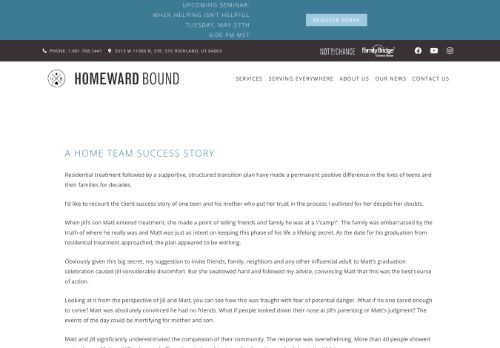 UPCOMING SEMINAR:
WHEN HELPING ISN'T HELPFUL
TUESDAY, MAY 27TH
6:00 PM MST
REGISTER TODAY
PHONE: 1.801.768.1441
5513 W 11000 N, STE. 316 HIGHLAND, UT 84003
NOT BY CHANCE
FamilyBridge
HOMEWARD BOUND
SERVICES
SERVING EVERYWHERE
ABOUT US
OUR NEWS
CONTACT US
A HOME TEAM SUCCESS STORY
Residential treatment followed by a supportive, structured transition plan have made a permanent positive difference in the lives of teens and
their families for decades.
I'd like to recount the client success story of one teen and his mother who put her trust in the process I outlined for her despite her doubts.
When Jill's son Matt entered treatment, she made a point of telling friends and family he was at a \"camp\". The family was embarrassed by the
truth of where he really was and Matt was just as intent on keeping this phase of his life a lifelong secret. As the date for his graduation from
residential treatment approached, the plan appeared to be working.
Obviously given this big secret, my suggestion to invite friends, family, neighbors and any other influential adult to Matt's graduation
celebration caused Jill considerable discomfort. But she swallowed hard and followed my advice, convincing Matt that this was the best course
of action.
Looking at it from the perspective of Jill and Matt, you can see how this was fraught with fear of potential danger. What if no one cared enough
to come? Matt was absolutely convinced he had no friends. What if people looked down their nose at Jill's parenting or Matt's judgment? The
events of the day could be mortifying for mother and son.
Matt and Jill significantly underestimated the compassion of their community. The response was overwhelming. More than 40 people showed